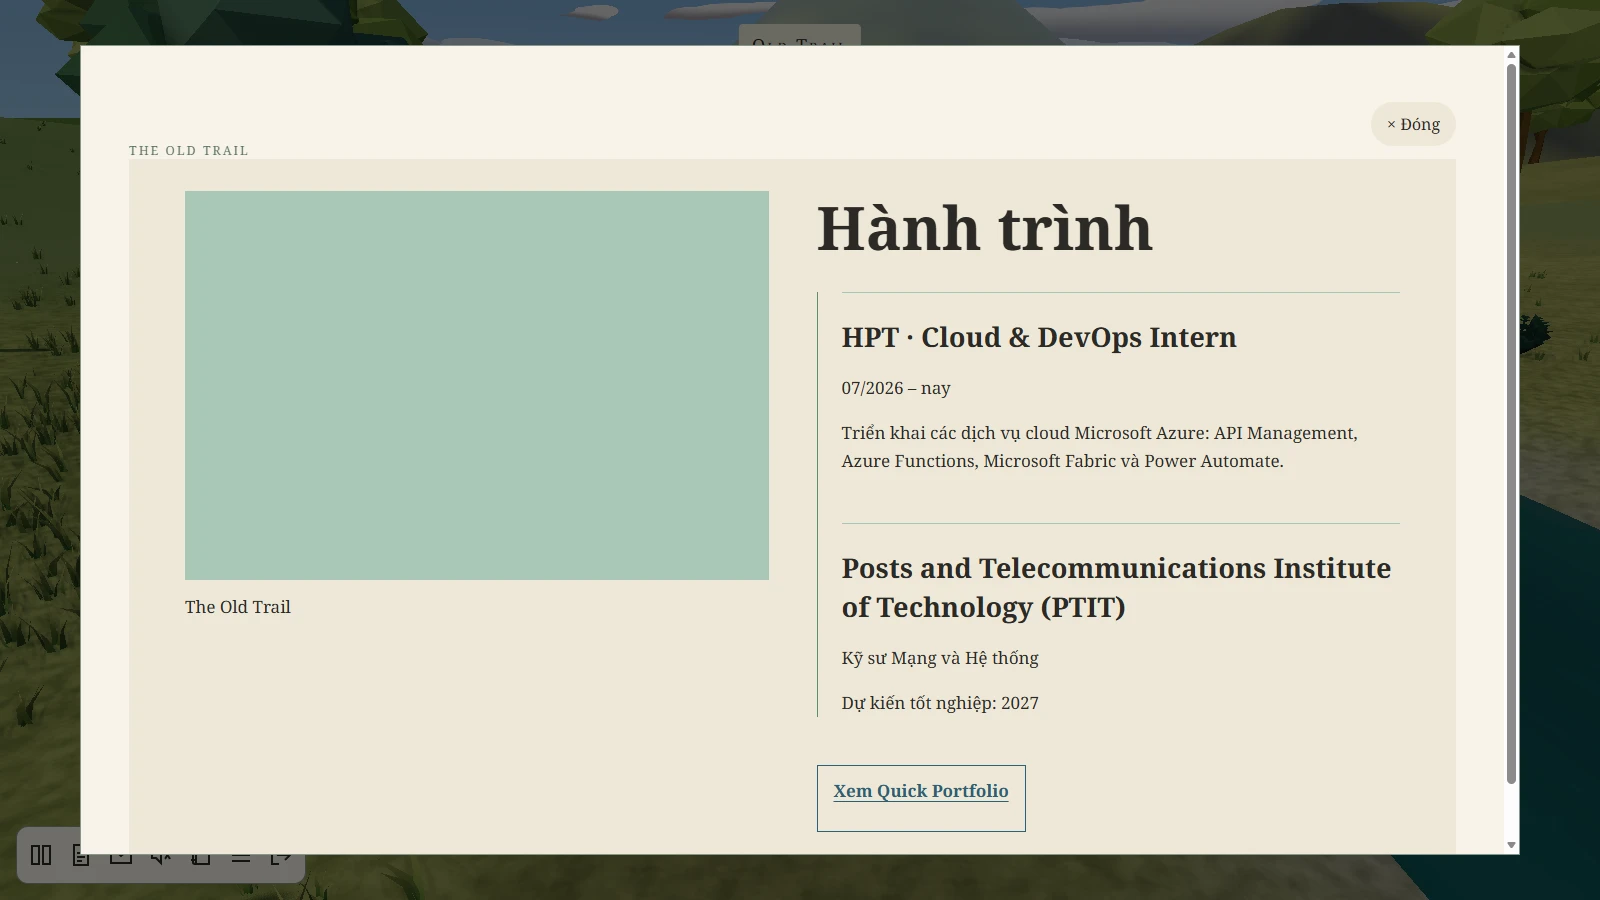 × Đóng
THE OLD TRAIL
Hành trình
HPT · Cloud & DevOps Intern
07/2026 – nay
Triển khai các dịch vụ cloud Microsoft Azure: API Management,
Azure Functions, Microsoft Fabric và Power Automate.
Posts and Telecommunications Institute
of Technology (PTIT)
Kỹ sư Mạng và Hệ thống
Dự kiến tốt nghiệp: 2027
The Old Trail
Xem Quick Portfolio